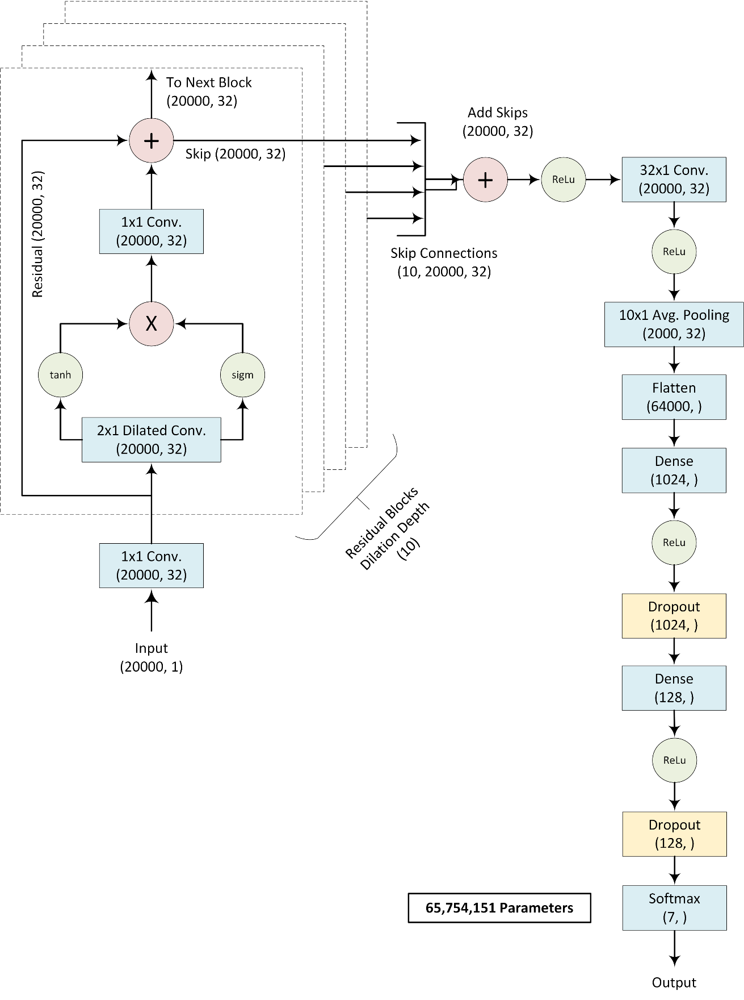 To Next Block
(20000, 32)
+
Skip (20000, 32)
Residual (20000, 32)
1x1 Conv.
(20000, 32)
X
tanh
sigm
2x1 Dilated Conv.
(20000, 32)
1x1 Conv.
(20000, 32)
Input
(20000, 1)
Residual Blocks
Dilation Depth
(10)
Skip Connections
(10, 20000, 32)
Add Skips
(20000, 32)
+
ReLu
32x1 Conv.
(20000, 32)
ReLu
10x1 Avg. Pooling
(2000, 32)
Flatten
(64000, )
Dense
(1024, )
ReLu
Dropout
(1024, )
Dense
(128, )
ReLu
Dropout
(128, )
Softmax
(7, )
Output
65,754,151 Parameters